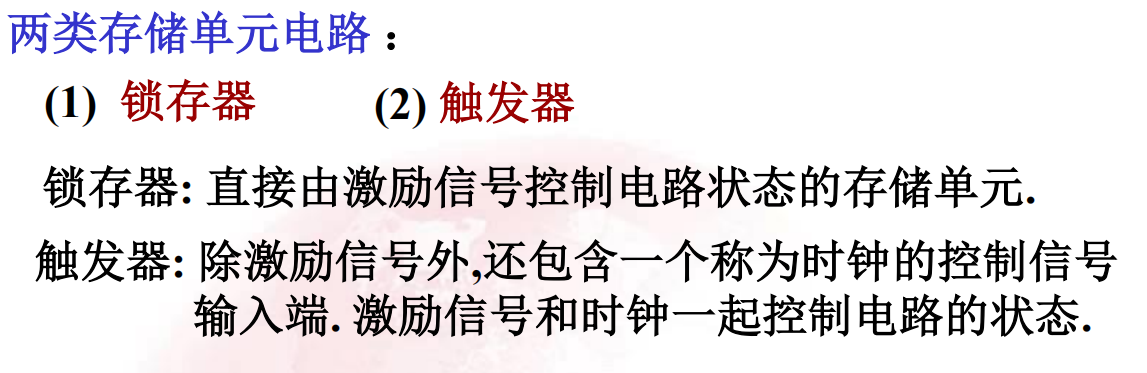 两类存储单元电路：
(1) 锁存器 (2) 触发器
锁存器: 直接由激励信号控制电路状态的存储单元.
触发器: 除激励信号外,还包含一个称为时钟的控制信号
输入端. 激励信号和时钟一起控制电路的状态.